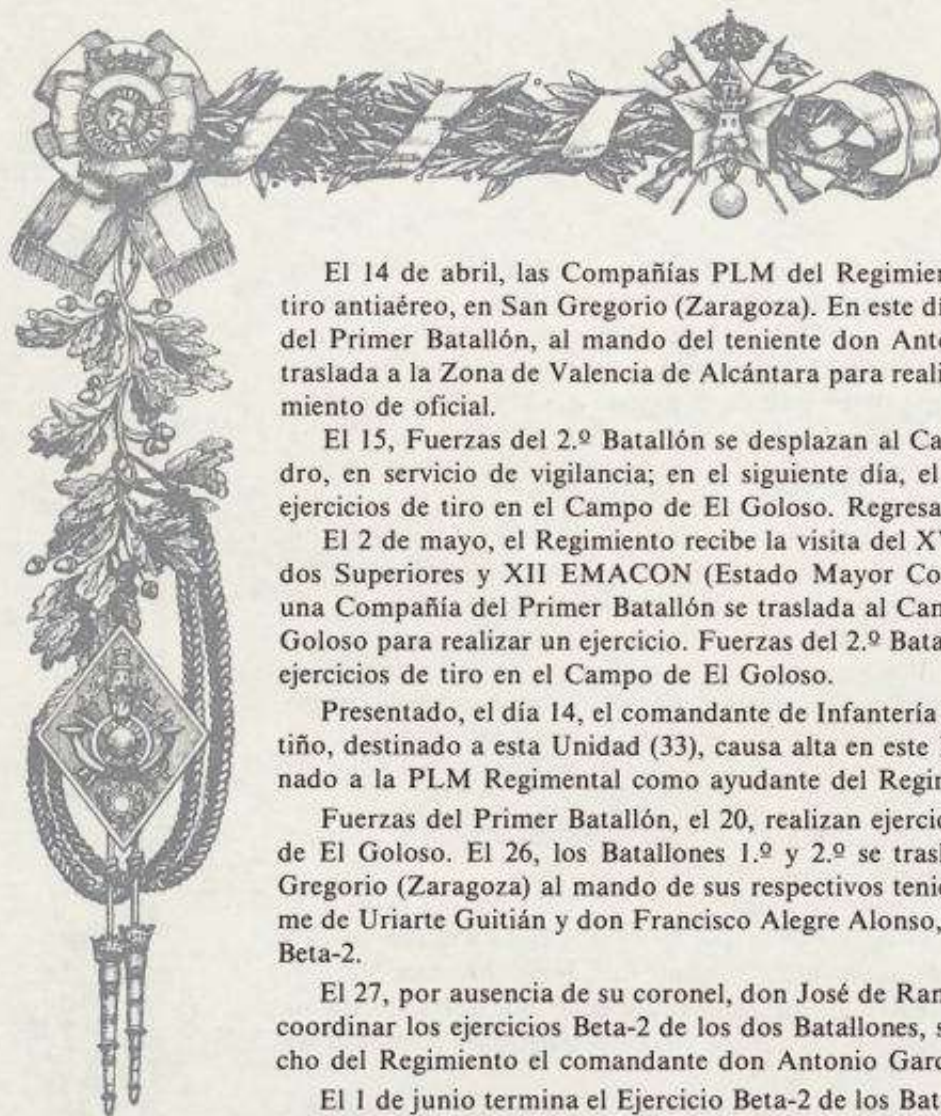 El 14 de abril, las Compañías PLM del Regimien
tiro antiaéreo, en San Gregorio (Zaragoza). En este dí
del Primer Batallón, al mando del teniente don Anto
traslada a la Zona de Valencia de Alcántara para reali
miento de oficial.
El 15, Fuerzas del 2.º Batallón se desplazan al Ca
dro, en servicio de vigilancia; en el siguiente día, el
ejercicios de tiro en el Campo de El Goloso. Regresa
El 2 de mayo, el Regimiento recibe la visita del XV
dos Superiores y XII EMACON (Estado Mayor Co
una Compañía del Primer Batallón se traslada al Can
Goloso para realizar un ejercicio. Fuerzas del 2.º Bata
ejercicios de tiro en el Campo de El Goloso.
Presentado, el día 14, el comandante de Infantería
tiño, destinado a esta Unidad (33), causa alta en este
nado a la PLM Regimental como ayudante del Regin
Fuerzas del Primer Batallón, el 20, realizan ejercic
de El Goloso. El 26, los Batallones 1.º y 2.º se trasl
Gregorio (Zaragoza) al mando de sus respectivos tenie
me de Uriarte Guitián y don Francisco Alegre Alonso,
Beta-2.
El 27, por ausencia de su coronel, don José de Ran
coordinar los ejercicios Beta-2 de los dos Batallones, s
cho del Regimiento el comandante don Antonio Garc
El 1 de junio termina el Ejercicio Beta-2 de los Bat